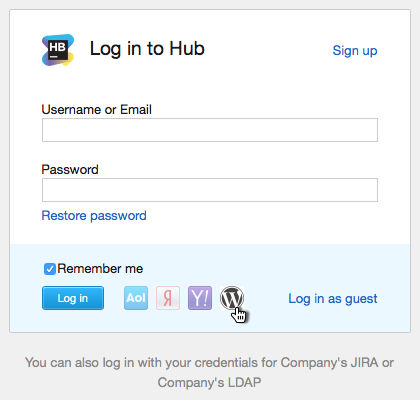 HB
Log in to Hub
Sign up
Username or Email
Password
Restore password
Remember me
Log in
Aol
Я
Y!
W
Log in as guest
You can also log in with your credentials for Company's JIRA or
Company's LDAP